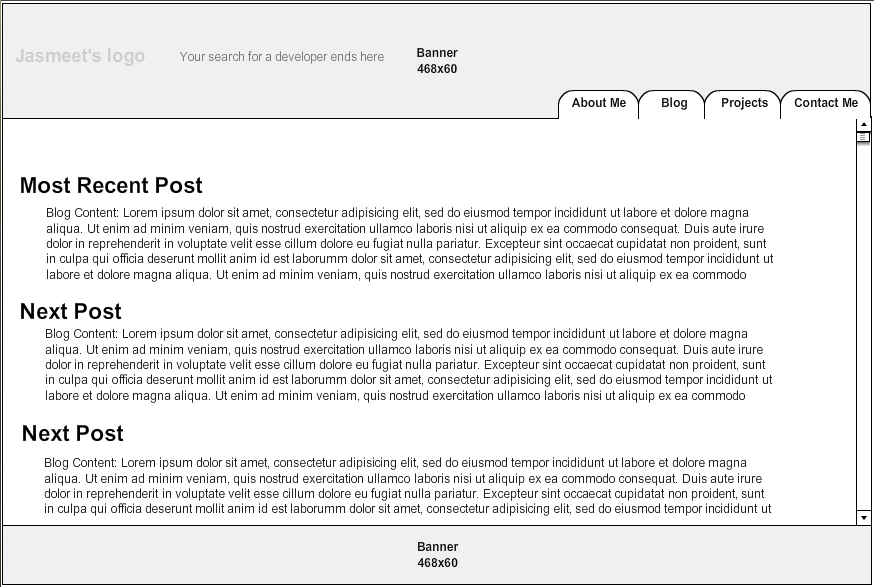 Jasmeet's logo
Your search for a developer ends here
Banner
468x60
About Me
Blog
Projects
Contact Me
Most Recent Post
Blog Content: Lorem ipsum dolor sit amet, consectetur adipisicing elit, sed do eiusmod tempor incididunt ut labore et dolore magna
aliqua. Ut enim ad minim veniam, quis nostrud exercitation ullamco laboris nisi ut aliquip ex ea commodo consequat. Duis aute irure
dolor in reprehenderit in voluptate velit esse cillum dolore eu fugiat nulla pariatur. Excepteur sint occaecat cupidatat non proident, sunt
in culpa qui officia deserunt mollit anim id est laborumm dolor sit amet, consectetur adipisicing elit, sed do eiusmod tempor incididunt ut
labore et dolore magna aliqua. Ut enim ad minim veniam, quis nostrud exercitation ullamco laboris nisi ut aliquip ex ea commodo
Next Post
Blog Content: Lorem ipsum dolor sit amet, consectetur adipisicing elit, sed do eiusmod tempor incididunt ut labore et dolore magna
aliqua. Ut enim ad minim veniam, quis nostrud exercitation ullamco laboris nisi ut aliquip ex ea commodo consequat. Duis aute irure
dolor in reprehenderit in voluptate velit esse cillum dolore eu fugiat nulla pariatur. Excepteur sint occaecat cupidatat non proident, sunt
in culpa qui officia deserunt mollit anim id est laborumm dolor sit amet, consectetur adipisicing elit, sed do eiusmod tempor incididunt ut
labore et dolore magna aliqua. Ut enim ad minim veniam, quis nostrud exercitation ullamco laboris nisi ut aliquip ex ea commodo
Next Post
Blog Content: Lorem ipsum dolor sit amet, consectetur adipisicing elit, sed do eiusmod tempor incididunt ut labore et dolore magna
aliqua. Ut enim ad minim veniam, quis nostrud exercitation ullamco laboris nisi ut aliquip ex ea commodo consequat. Duis aute irure
dolor in reprehenderit in voluptate velit esse cillum dolore eu fugiat nulla pariatur. Excepteur sint occaecat cupidatat non proident, sunt
in culpa qui officia deserunt mollit anim id est laborumm dolor sit amet, consectetur adipisicing elit, sed do eiusmod tempor incididunt ut
Banner
468x60